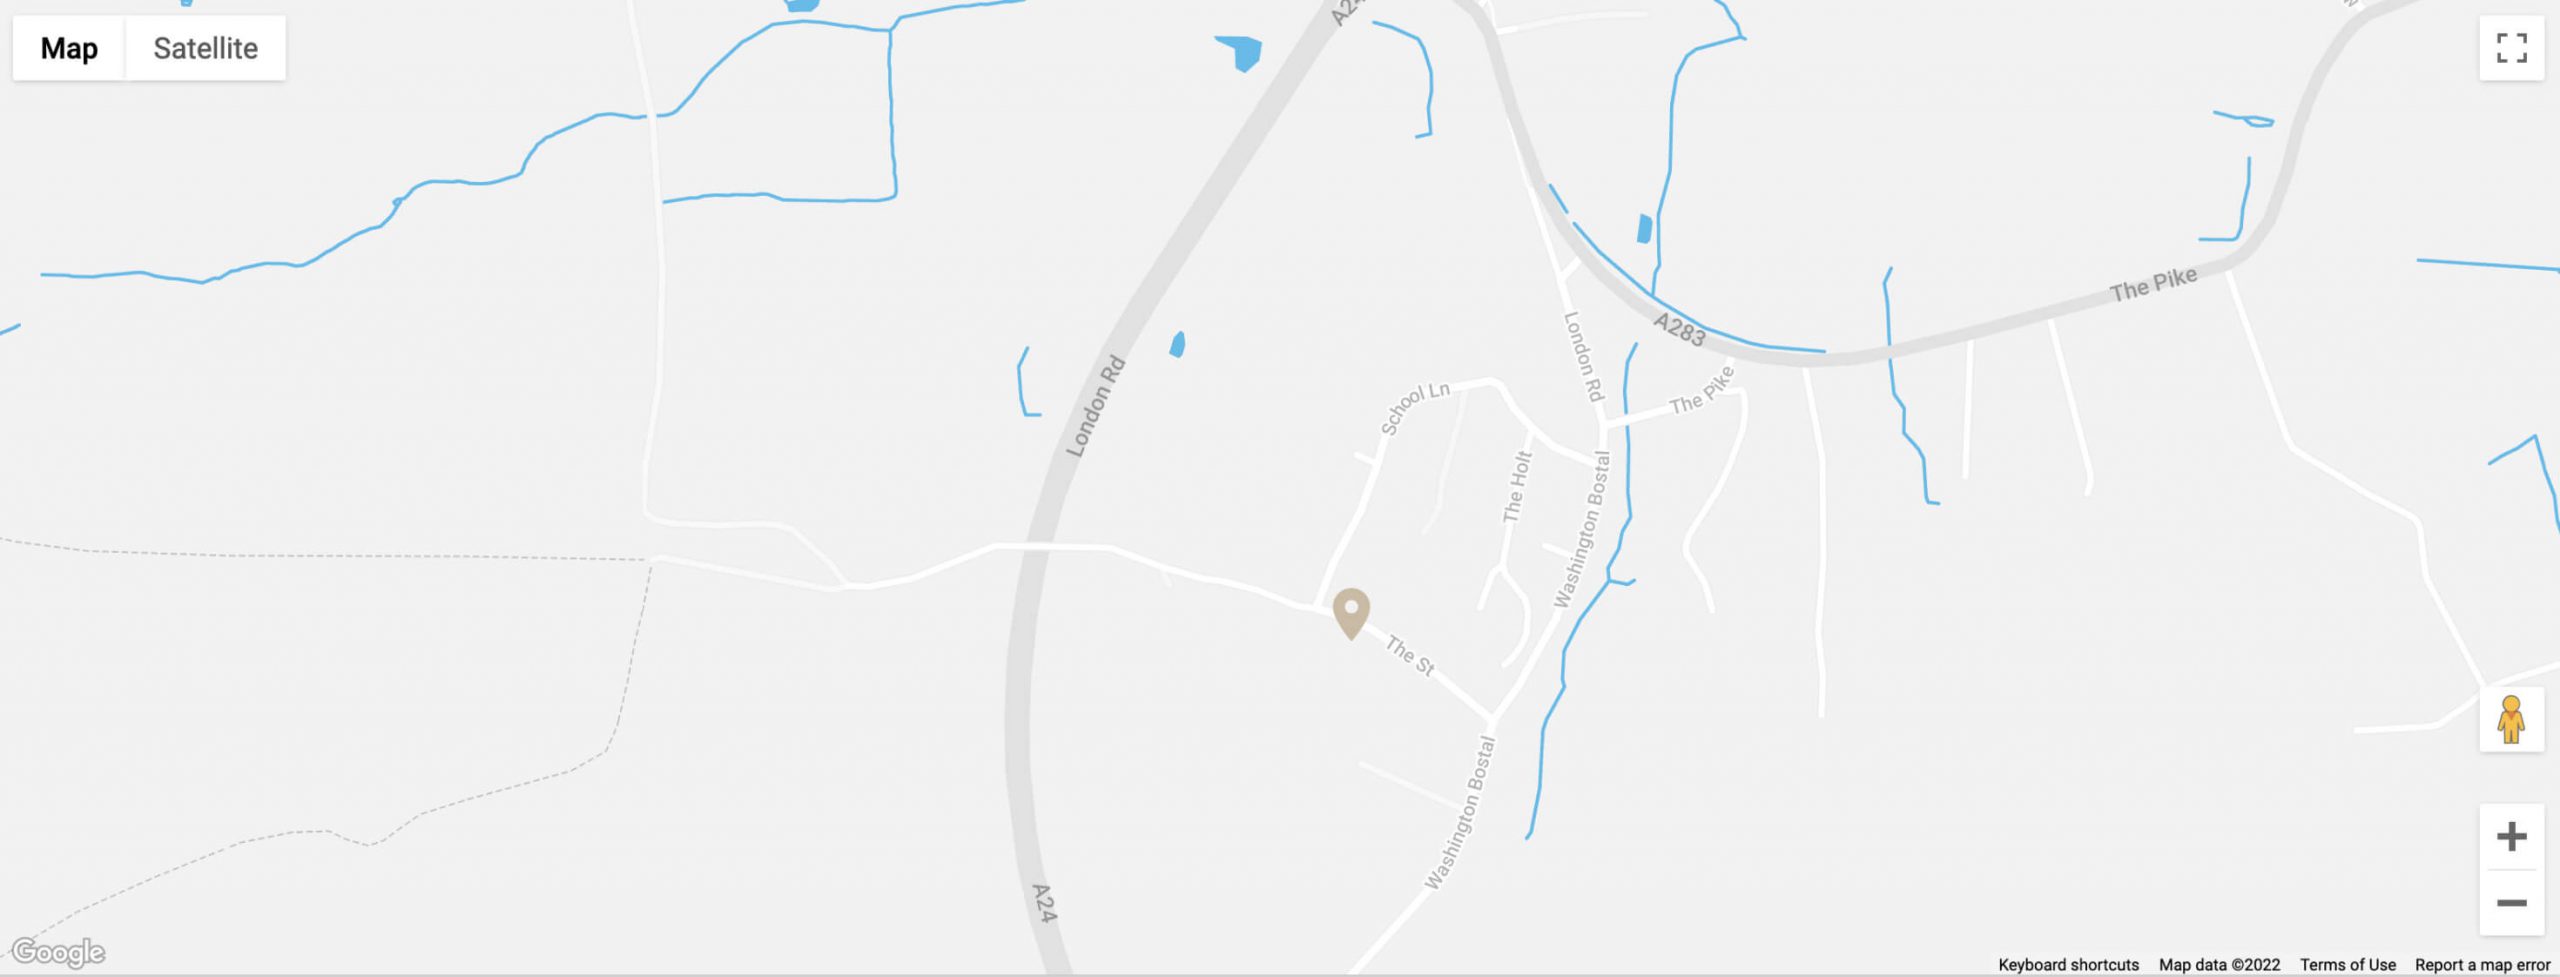 A24
Map
Satellite
The Pike
A283
London Rd
London Rd
The Pike
School Ln
The Holt
Washington Bostal
The St
Washington Bostal
A24
Google
Keyboard shortcuts
Map data ©2022
Terms of Use
Report a map error